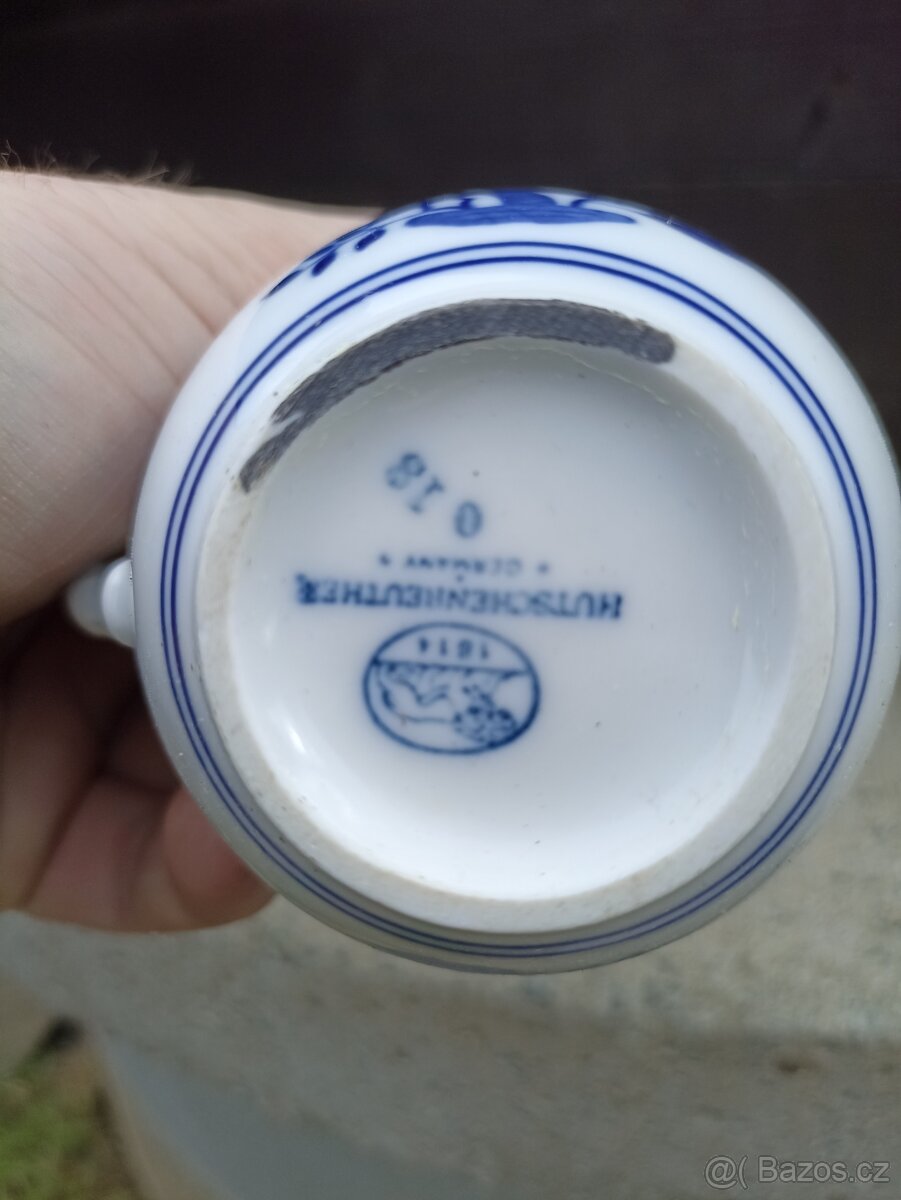 1814
HUTSCHENREUTHER
* GERMANY *
0 18
@( Bazos.cz